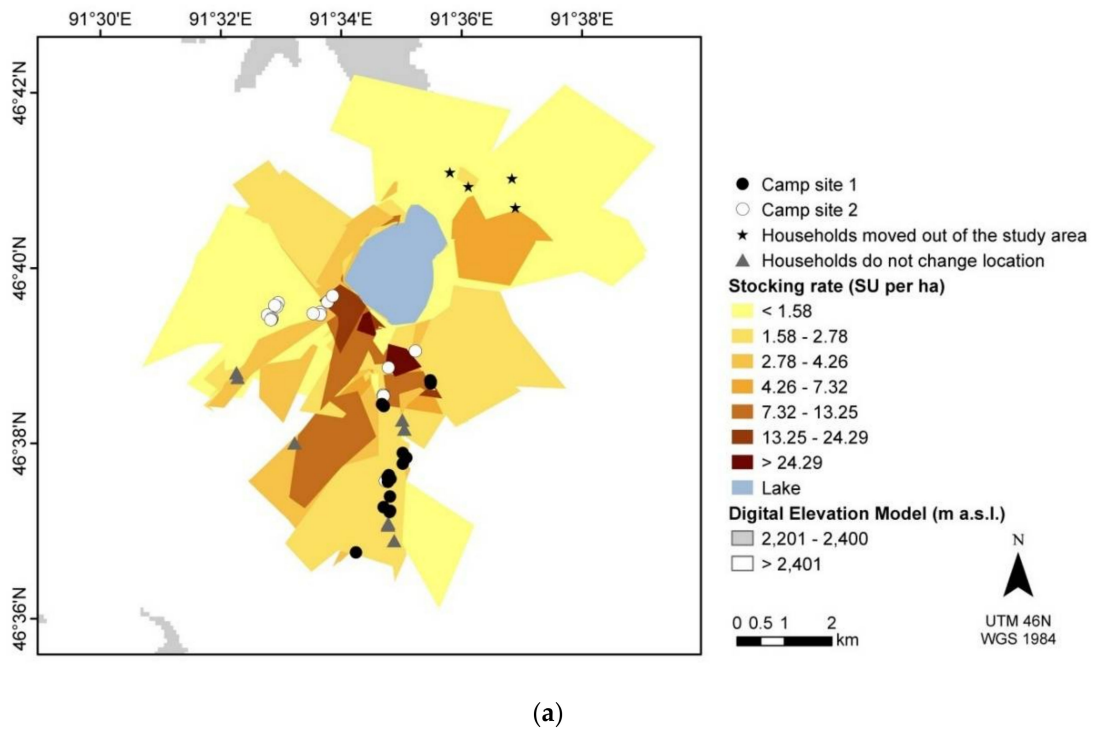 91°30'E 91°32'E 91°34'E 91°36'E 91°38'E
46°42'N
46°40'N
46°38'N
46°36'N
Camp site 1
Camp site 2
Households moved out of the study area
Households do not change location
Stocking rate (SU per ha)
< 1.58
1.58 - 2.78
2.78 - 4.26
4.26 - 7.32
7.32 - 13.25
13.25 - 24.29
> 24.29
Lake
Digital Elevation Model (m a.s.l.)
2,201 - 2,400
> 2,401
N
0 0.5 1 2
km
UTM 46N
WGS 1984
(a)